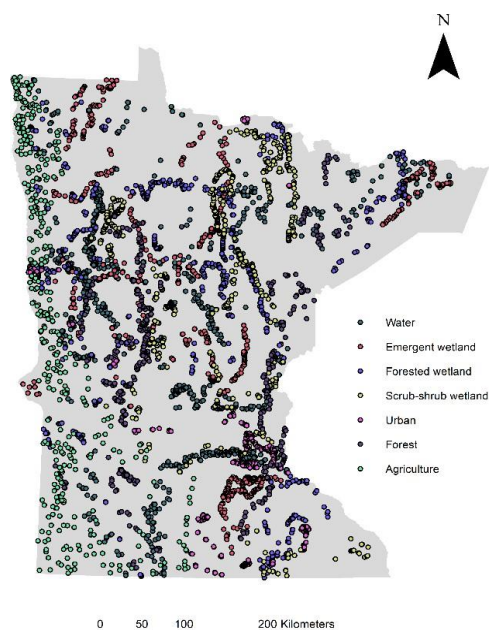 N
Water
Emergent wetland
Forested wetland
Scrub-shrub wetland
Urban
Forest
Agriculture
0 50 100 200 Kilometers